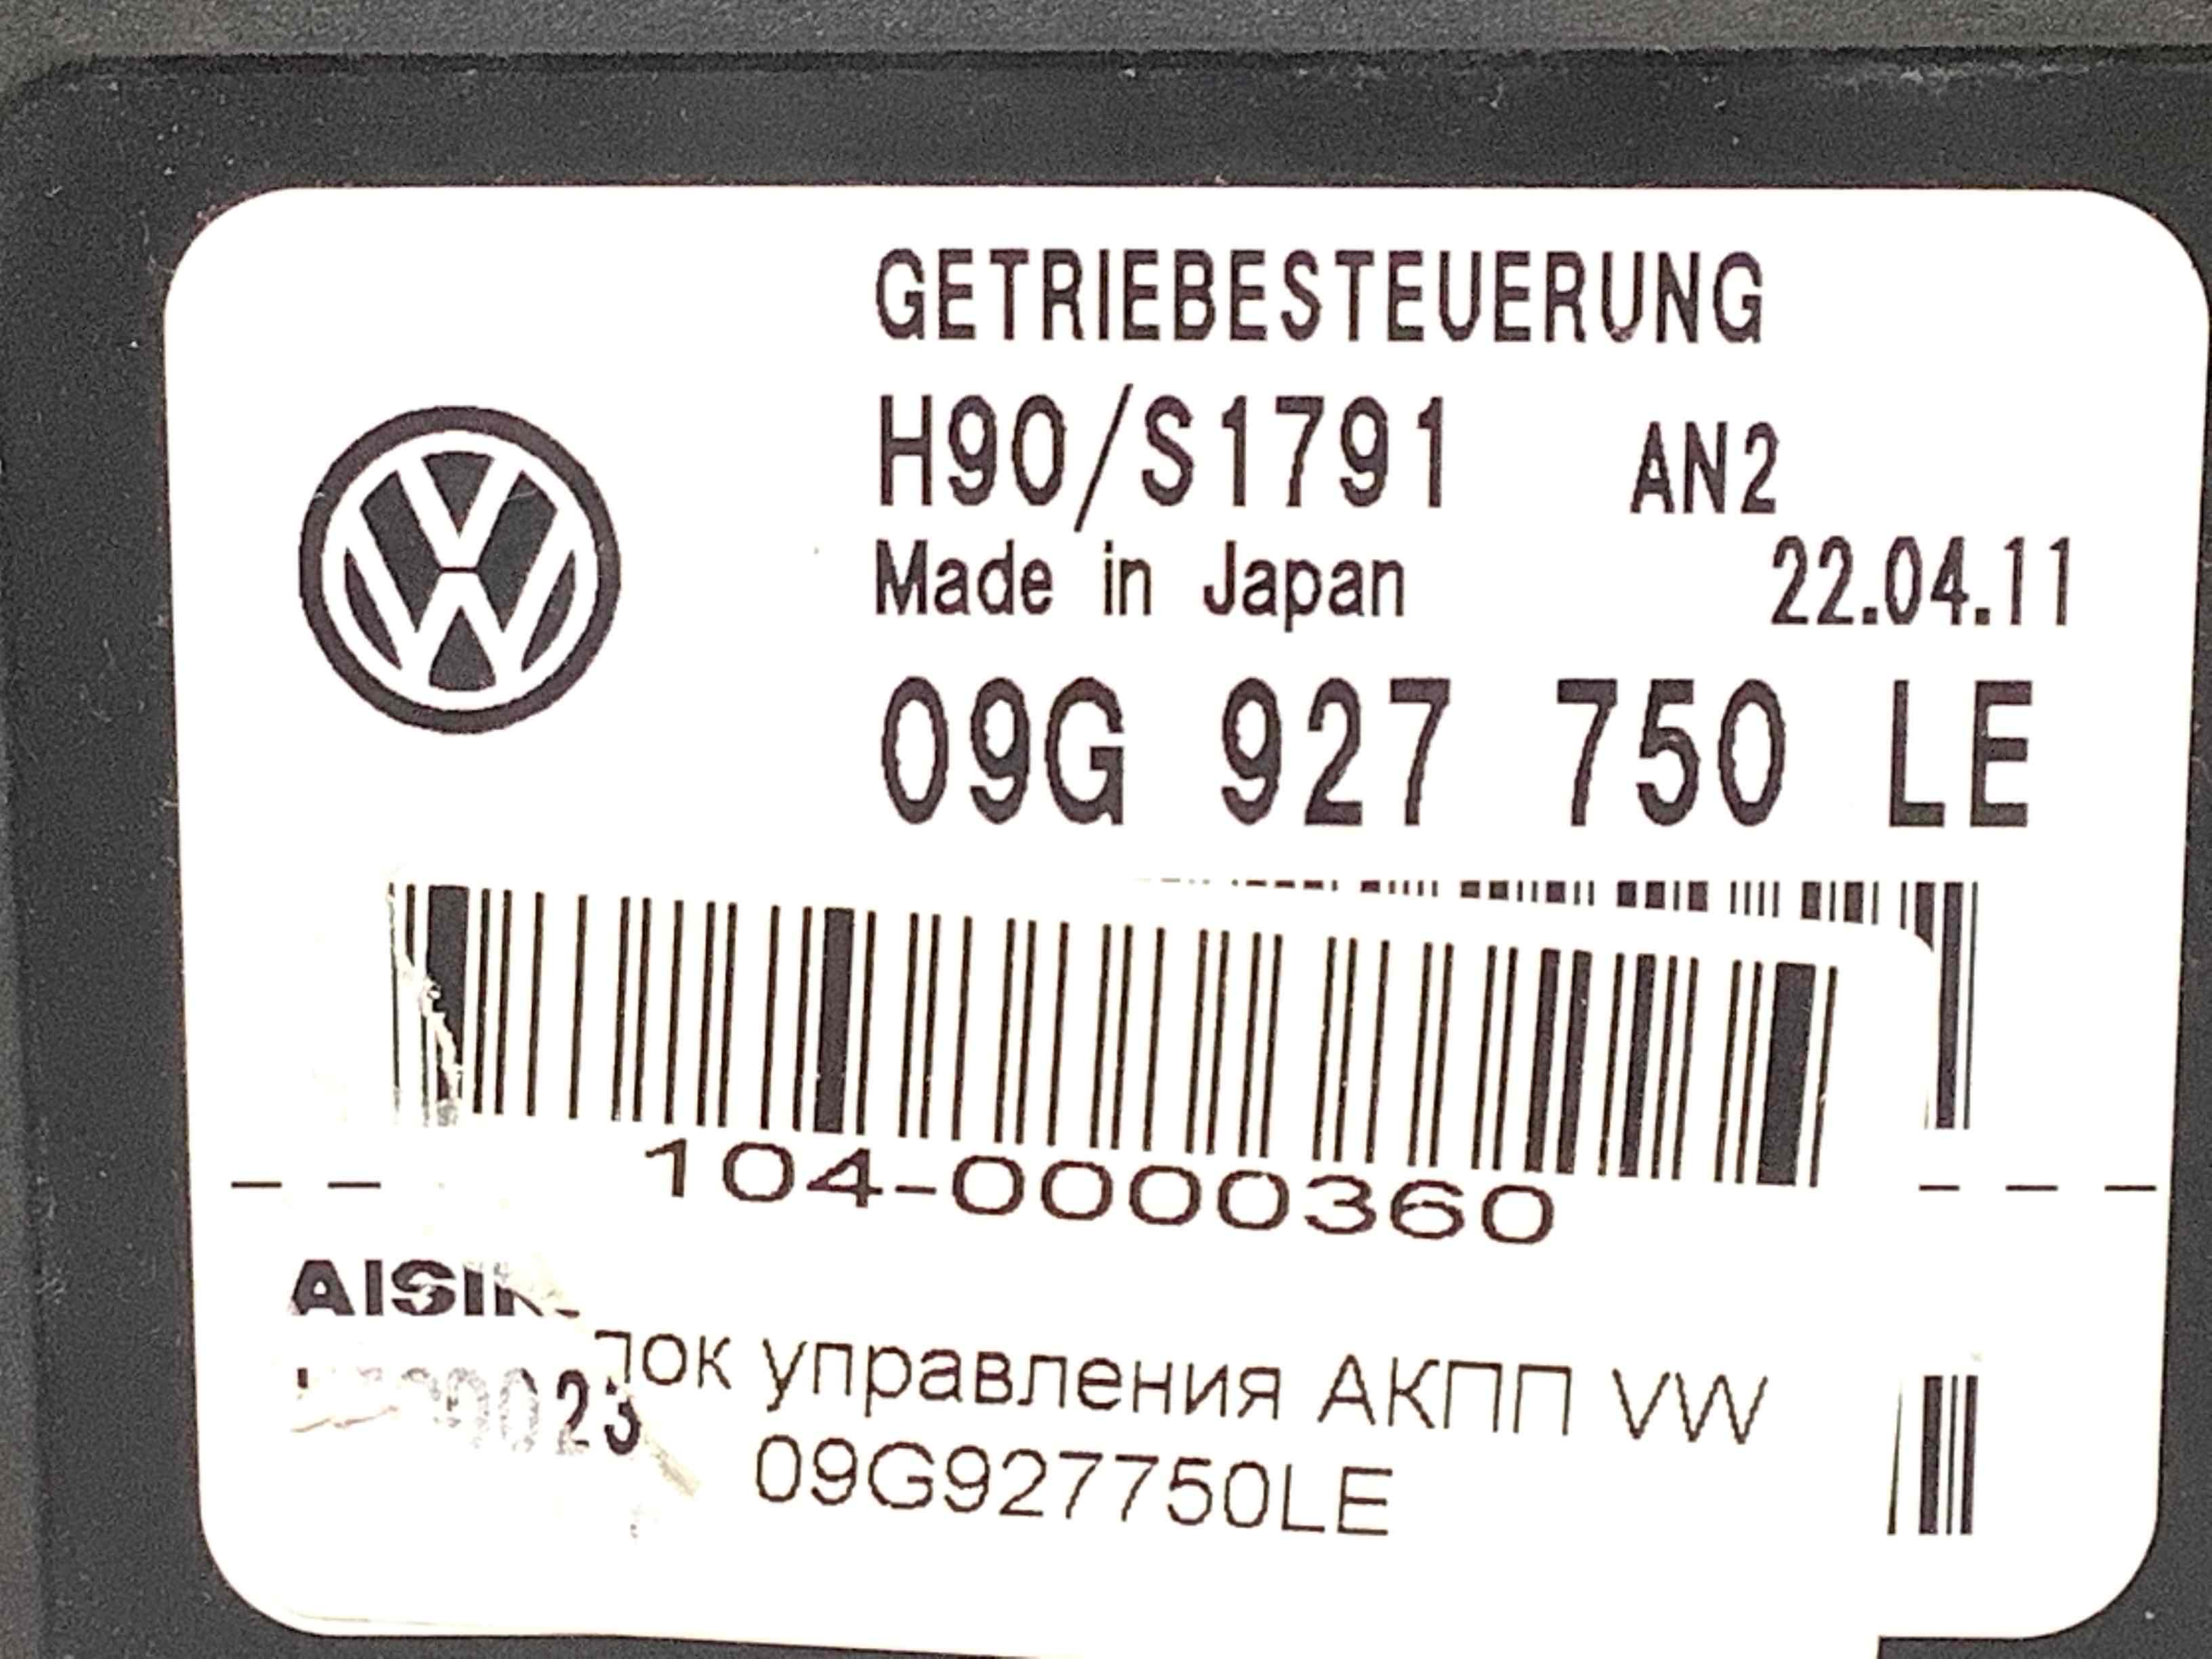 GETRIEBESTEUERUNG
H90/S1791 AN2
Made in Japan 22.04.11
09G 927 750 LE
104-0000360
управления АКПП VW
09G927750LE